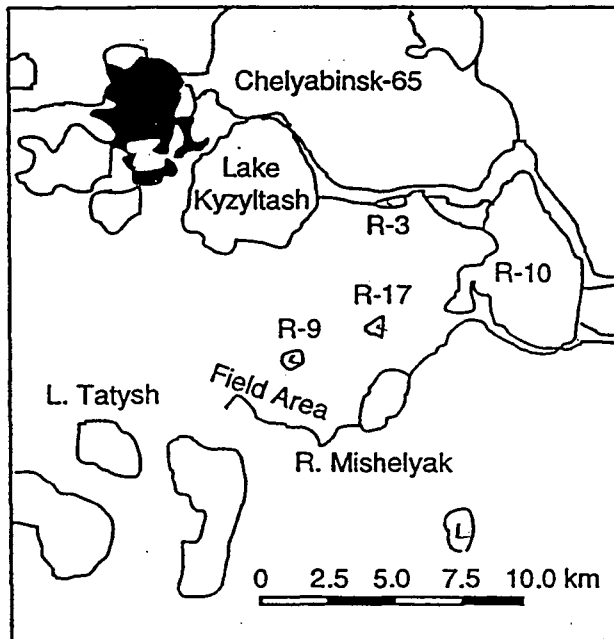 Chelyabinsk-65
Lake
Kyzyltash
R-3
R-10
R-17
R-9
Field Area
L. Tatysh
R. Mishelyak
L
0 2.5 5.0 7.5 10.0 km